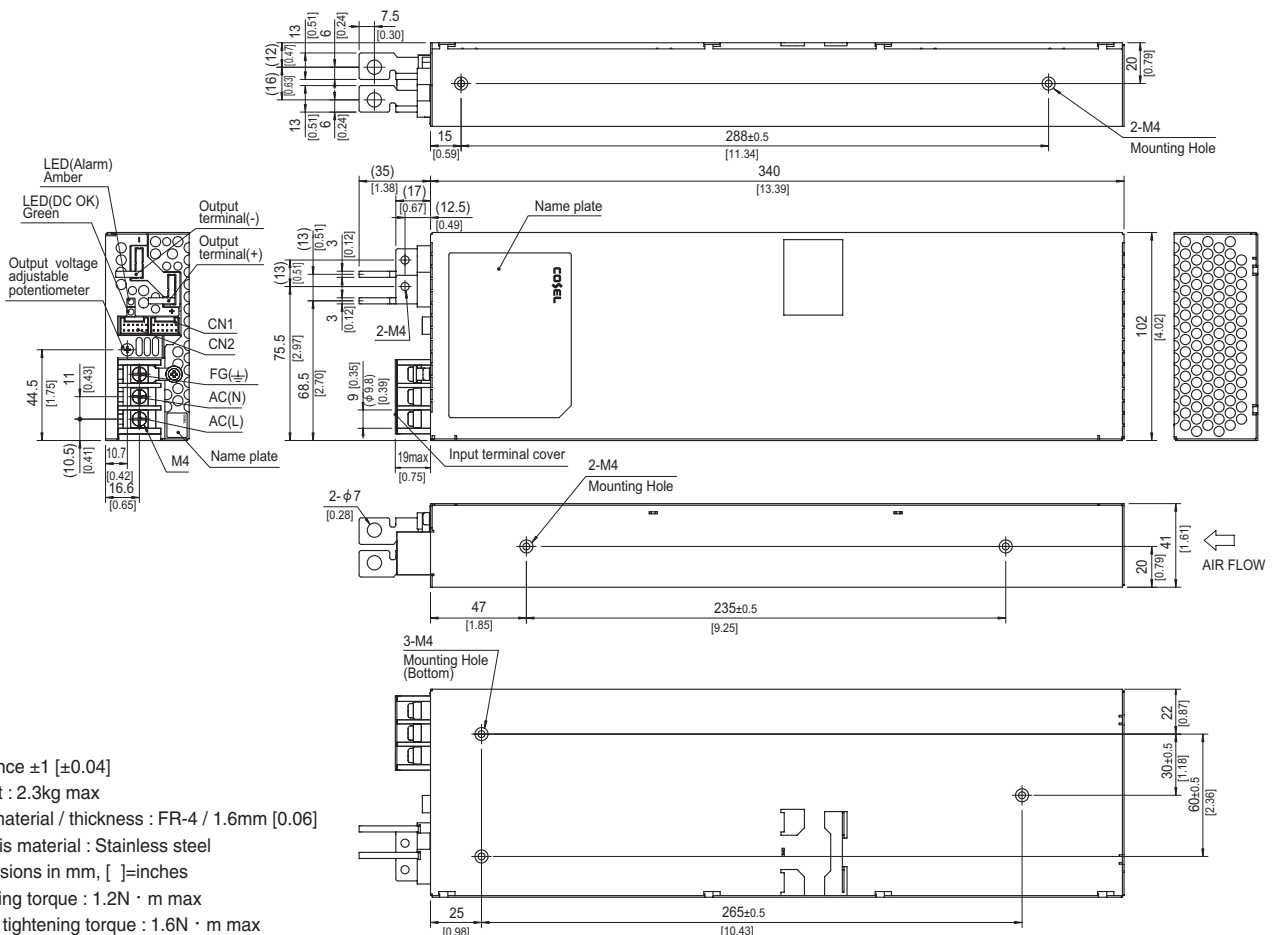 13
[0.51]
6
[0.24]
7.5
[0.30]
(12)
[0.47]
(16)
[0.63]
13
[0.51]
6
[0.24]
20
[0.79]
15
[0.59]
288±0.5
[11.34]
2-M4
Mounting Hole
LED(Alarm)
Amber
LED(DC OK)
Green
Output
terminal(-)
Output
terminal(+)
Output voltage
adjustable
potentiometer
CN1
CN2
FG(⏚)
AC(N)
AC(L)
M4
Name plate
44.5
[1.75]
11
[0.43]
(10.5)
[0.41]
10.7
[0.42]
16.6
[0.65]
(35)
[1.38]
(17)
[0.67]
(12.5)
[0.49]
340
[13.39]
Name plate
COSEL
(13)
[0.51]
3
[0.12]
(13)
[0.51]
3
[0.12]
2-M4
75.5
[2.97]
68.5
[2.70]
9 [0.35]
(φ9.8)
[0.39]
19max
[0.75]
Input terminal cover
102
[4.02]
2-M4
Mounting Hole
2-φ7
[0.28]
47
[1.85]
235±0.5
[9.25]
20
[0.79]
41
[1.61]
AIR FLOW
3-M4
Mounting Hole
(Bottom)
22
[0.87]
30±0.5
[1.18]
60±0.5
[2.36]
25
[0.98]
265±0.5
[10.43]
nce ±1 [±0.04]
t : 2.3kg max
naterial / thickness : FR-4 / 1.6mm [0.06]
is material : Stainless steel
sions in mm, [ ]=inches
ing torque : 1.2N・m max
tightening torque : 1.6N・m max